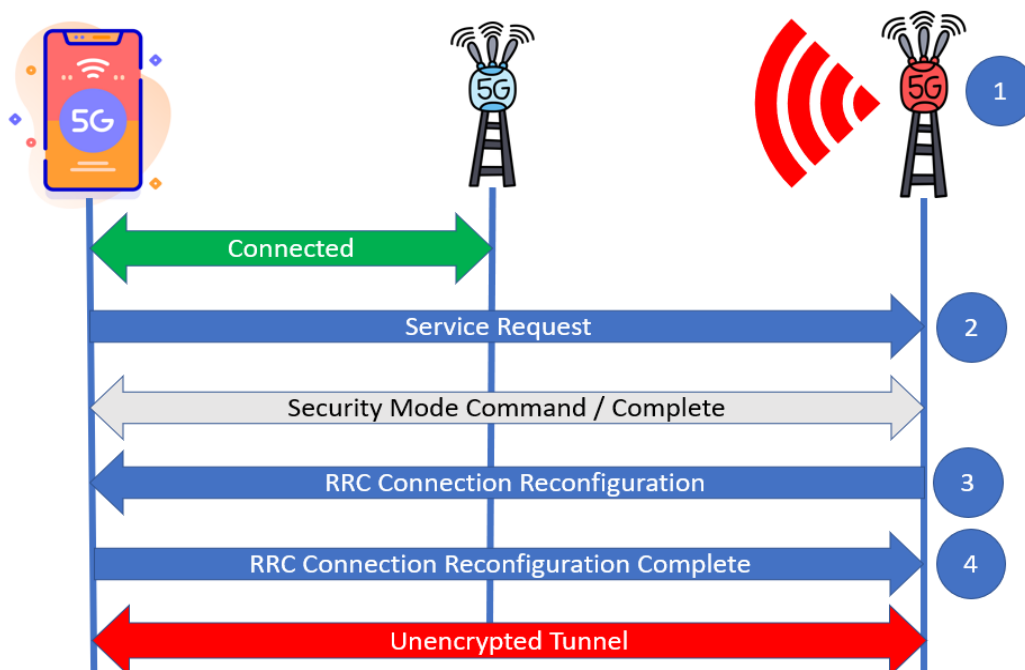 5G
5G
5G
1
Connected
Service Request
2
Security Mode Command / Complete
RRC Connection Reconfiguration
3
RRC Connection Reconfiguration Complete
4
Unencrypted Tunnel